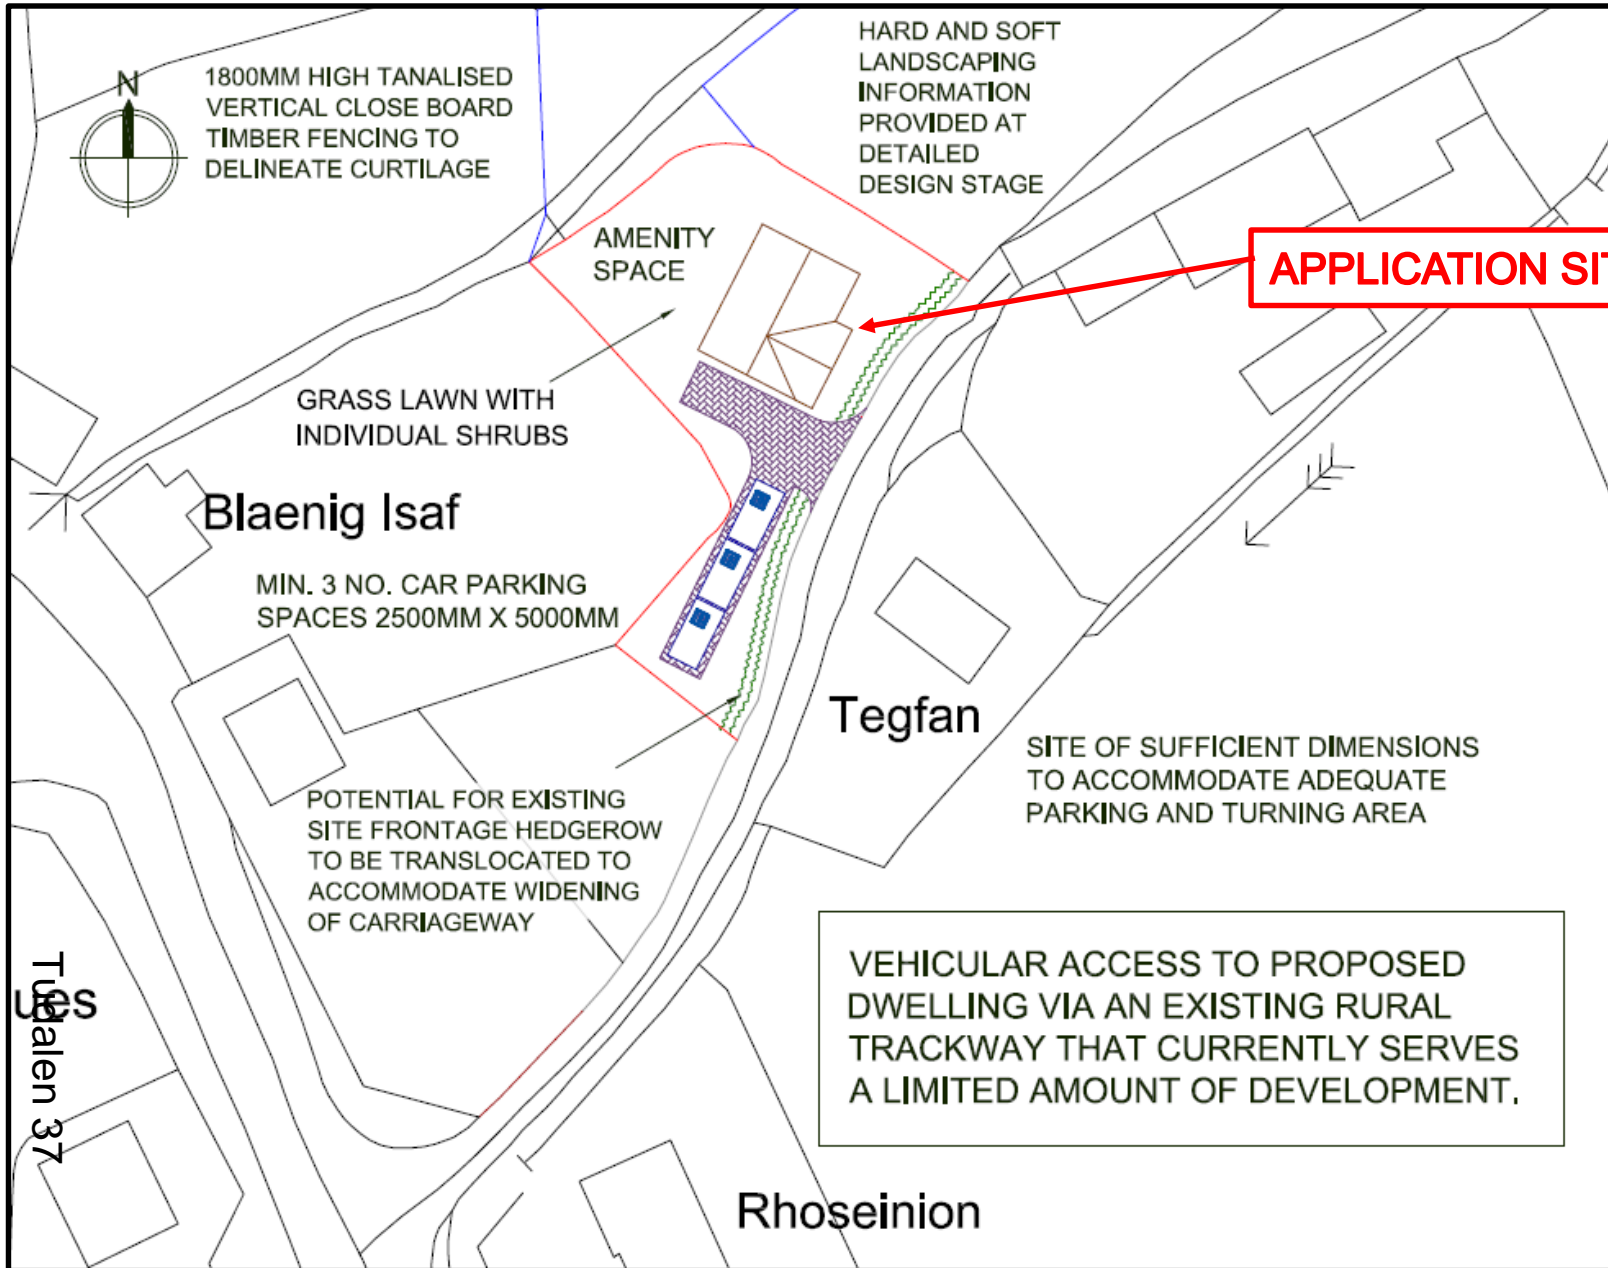 N
1800MM HIGH TANALISED
VERTICAL CLOSE BOARD
TIMBER FENCING TO
DELINEATE CURTILAGE
HARD AND SOFT
LANDSCAPING
INFORMATION
PROVIDED AT
DETAILED
DESIGN STAGE
AMENITY
SPACE
APPLICATION SIT
GRASS LAWN WITH
INDIVIDUAL SHRUBS
Blaenig Isaf
MIN. 3 NO. CAR PARKING
SPACES 2500MM X 5000MM
Tegfan
SITE OF SUFFICIENT DIMENSIONS
TO ACCOMMODATE ADEQUATE
PARKING AND TURNING AREA
POTENTIAL FOR EXISTING
SITE FRONTAGE HEDGEROW
TO BE TRANSLOCATED TO
ACCOMMODATE WIDENING
OF CARRIAGEWAY
ues
Tudalen 37
VEHICULAR ACCESS TO PROPOSED
DWELLING VIA AN EXISTING RURAL
TRACKWAY THAT CURRENTLY SERVES
A LIMITED AMOUNT OF DEVELOPMENT.
Rhoseinion